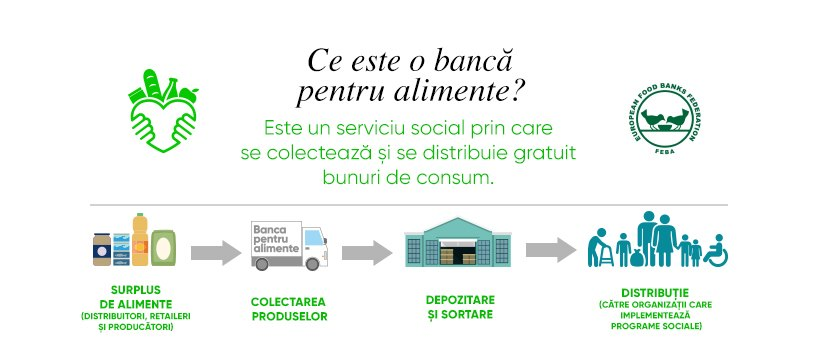 Ce este o bancă
pentru alimente?
Este un serviciu social prin care
se colectează și se distribuie gratuit
bunuri de consum.
EUROPEAN FOOD BANKS FEDERATION
FEBA
Banca
pentru
alimente
SURPLUS
DE ALIMENTE
(DISTRIBUITORI, RETAILERI
ȘI PRODUCĂTORI)
COLECTAREA
PRODUSELOR
DEPOZITARE
ȘI SORTARE
DISTRIBUȚIE
(CĂTRE ORGANIZAȚII CARE
IMPLEMENTEAZĂ
PROGRAME SOCIALE)